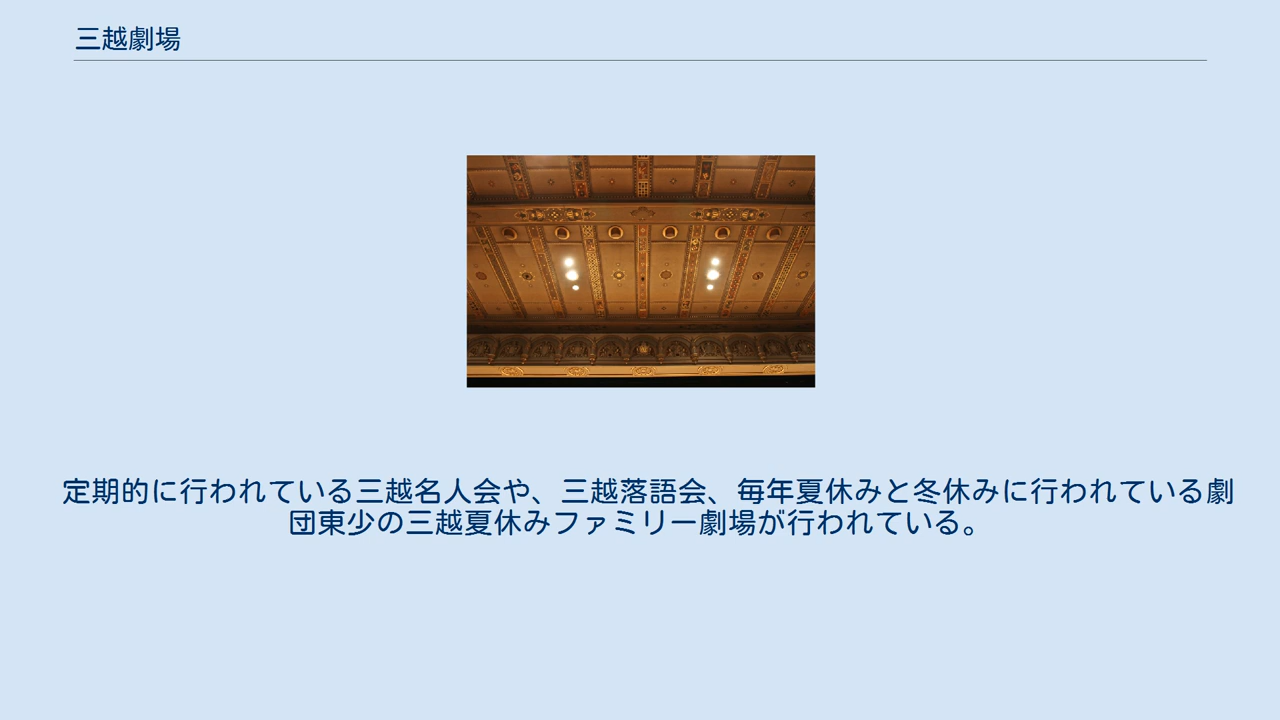 三越劇場
定期的に行われている三越名人会や、三越落語会、毎年夏休みと冬休みに行われている劇
団東少の三越夏休みファミリー劇場が行われている。